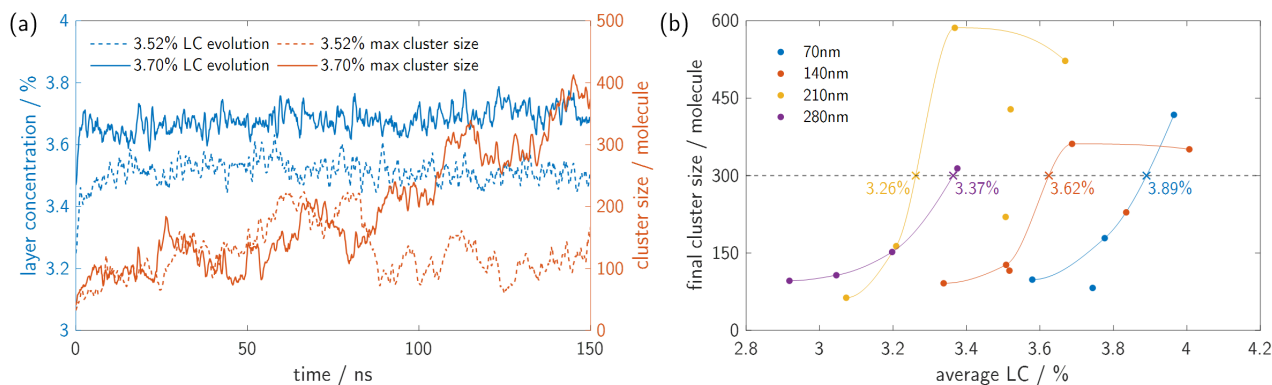 (a)
layer concentration / %
4
3.8
3.6
3.4
3.2
3
3.52% LC evolution
3.70% LC evolution
3.52% max cluster size
3.70% max cluster size
500
400
300
200
100
0
cluster size / molecule
0
50
100
150
time / ns
(b)
final cluster size / molecule
600
450
300
150
0
70nm
140nm
210nm
280nm
3.26%
3.37%
3.62%
3.89%
2.8
3
3.2
3.4
3.6
3.8
4
4.2
average LC / %